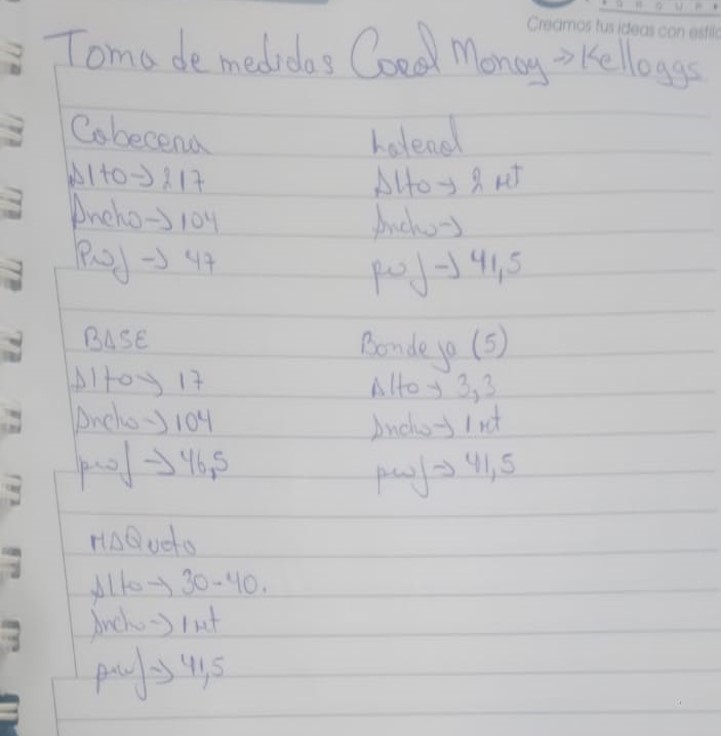 Creamos tus ideas con estilo
Toma de medidas Coral Monay → Kelloggs
Cabecera
Alto → 217
Ancho → 104
Prof → 47
Lateral
Alto → 2 Mt
Ancho →
prof → 41,5
BASE
Alto → 17
Ancho → 104
prof → 46,5
Bandeja (5)
Alto → 3,3
Ancho → 1 Mt
prof → 41,5
MAQueta
Alto → 30-40.
Ancho → 1 Mt
prof → 41,5